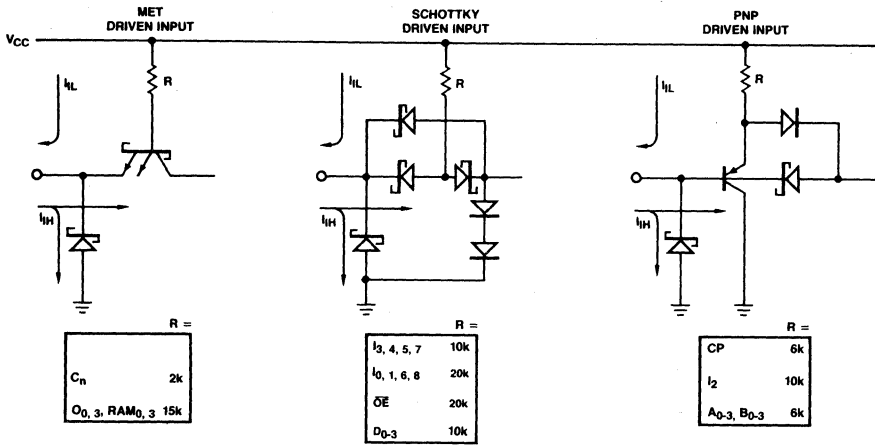 MET
DRIVEN INPUT
SCHOTTKY
DRIVEN INPUT
PNP
DRIVEN INPUT
VCC
IIL
R
IIL
R
IIL
R
IIH
IIH
IIH
R =
Cn 2k
O0, 3, RAM0, 3 15k
R =
I3, 4, 5, 7 10k
I0, 1, 6, 8 20k
O̅E̅ 20k
D0-3 10k
R =
CP 6k
I2 10k
A0-3, B0-3 6k